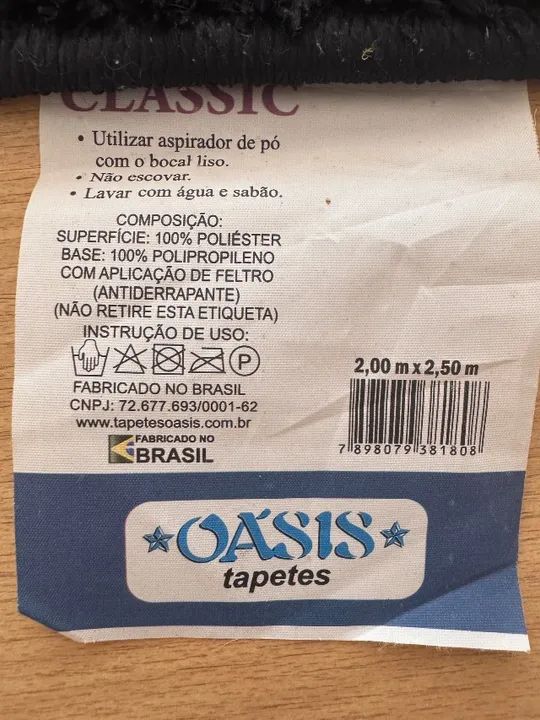 CLASSIC
• Utilizar aspirador de pó
com o bocal liso.
• Não escovar.
• Lavar com água e sabão.
COMPOSIÇÃO:
SUPERFÍCIE: 100% POLIÉSTER
BASE: 100% POLIPROPILENO
COM APLICAÇÃO DE FELTRO
(ANTIDERRAPANTE)
(NÃO RETIRE ESTA ETIQUETA)
INSTRUÇÃO DE USO:
P
FABRICADO NO BRASIL
CNPJ: 72.677.693/0001-62
www.tapetesoasis.com.br
FABRICADO NO
BRASIL
2,00 m x 2,50 m
7 898079 381808
OÁSIS
tapetes